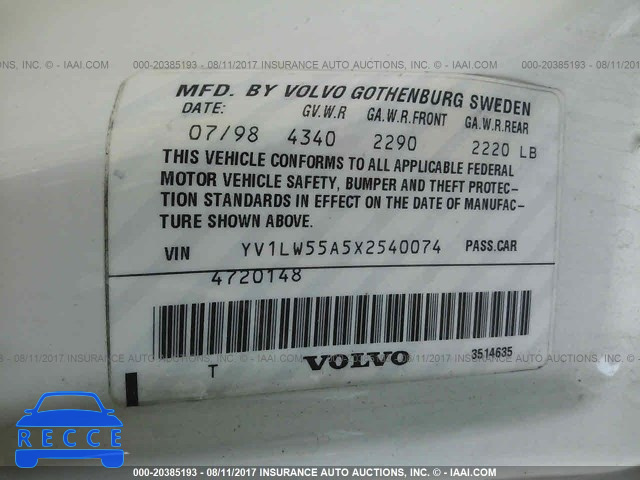 IAAI.COM 000-20385193 - 08/11/2017 INSURANCE AUTO AUCTIONS, INC. - © - IAAI.COM
MFD. BY VOLVO GOTHENBURG SWEDEN
DATE: GV.W.R GA.W.R.FRONT GA.W.R.REAR
07/98 4340 2290 2220 LB
THIS VEHICLE CONFORMS TO ALL APPLICABLE FEDERAL
MOTOR VEHICLE SAFETY, BUMPER AND THEFT PROTEC-
TION STANDARDS IN EFFECT ON THE DATE OF MANUFAC-
TURE SHOWN ABOVE.
VIN YV1LW55A5X2540074 PASS.CAR
4720148
T VOLVO 3514635
RECCE
000-20385193 - 08/11/2017 INSURANCE AUTO AUCTIONS, INC. - © - IAAI.COM